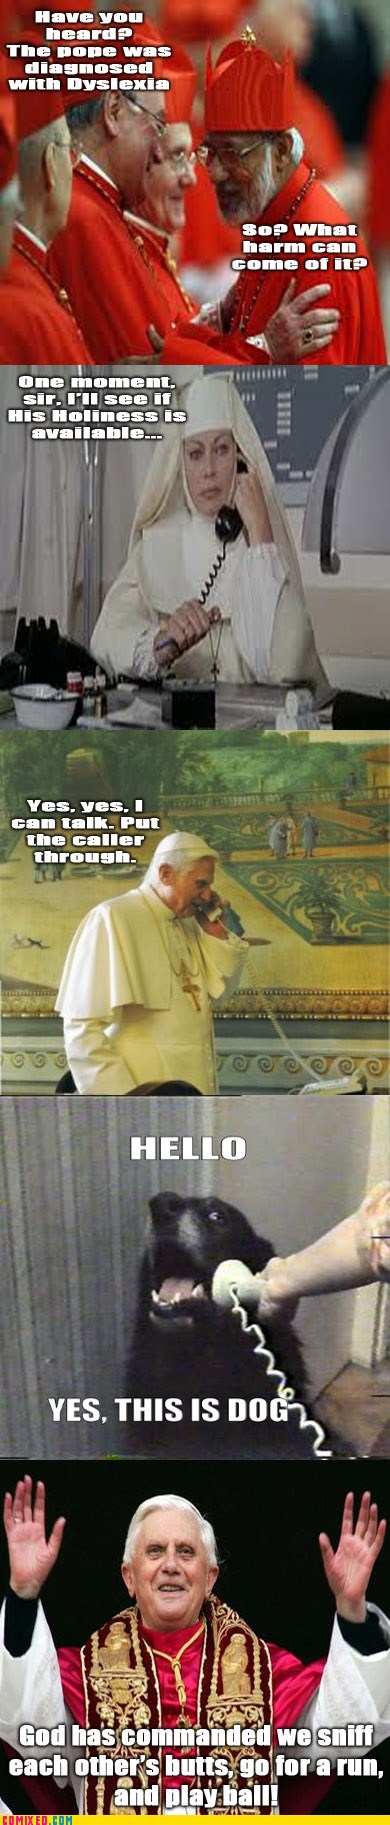 Have you
heard?
The pope was
diagnosed
with Dyslexia
So? What
harm can
come of it?
One moment,
sir, I'll see if
His Holiness is
available...
Yes, yes, I
can talk. Put
the caller
through.
HELLO
YES, THIS IS DOG
God has commanded we sniff
each other's butts, go for a run,
and play ball!
COMIXED.COM